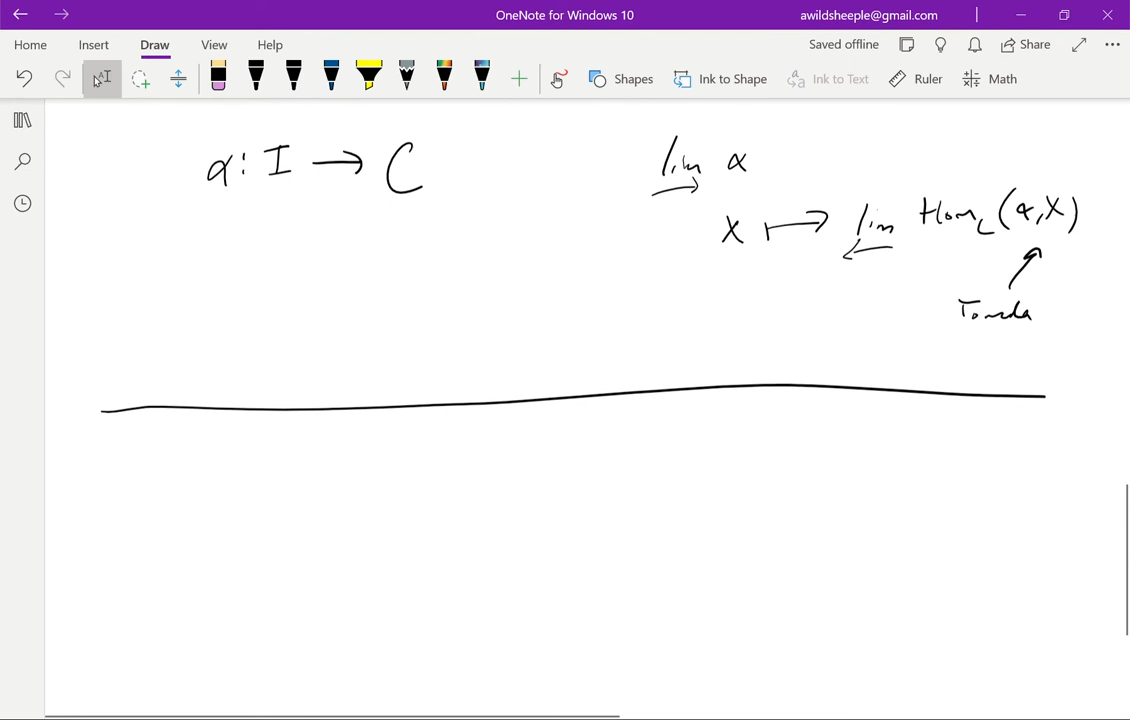 OneNote for Windows 10
awildsheeple@gmail.com
Home Insert Draw View Help
Saved offline
Share
Shapes
Ink to Shape
Ink to Text
Ruler
Math
α: I → C
lim α
→
X ↦ lim Hom_C (α, X)
←